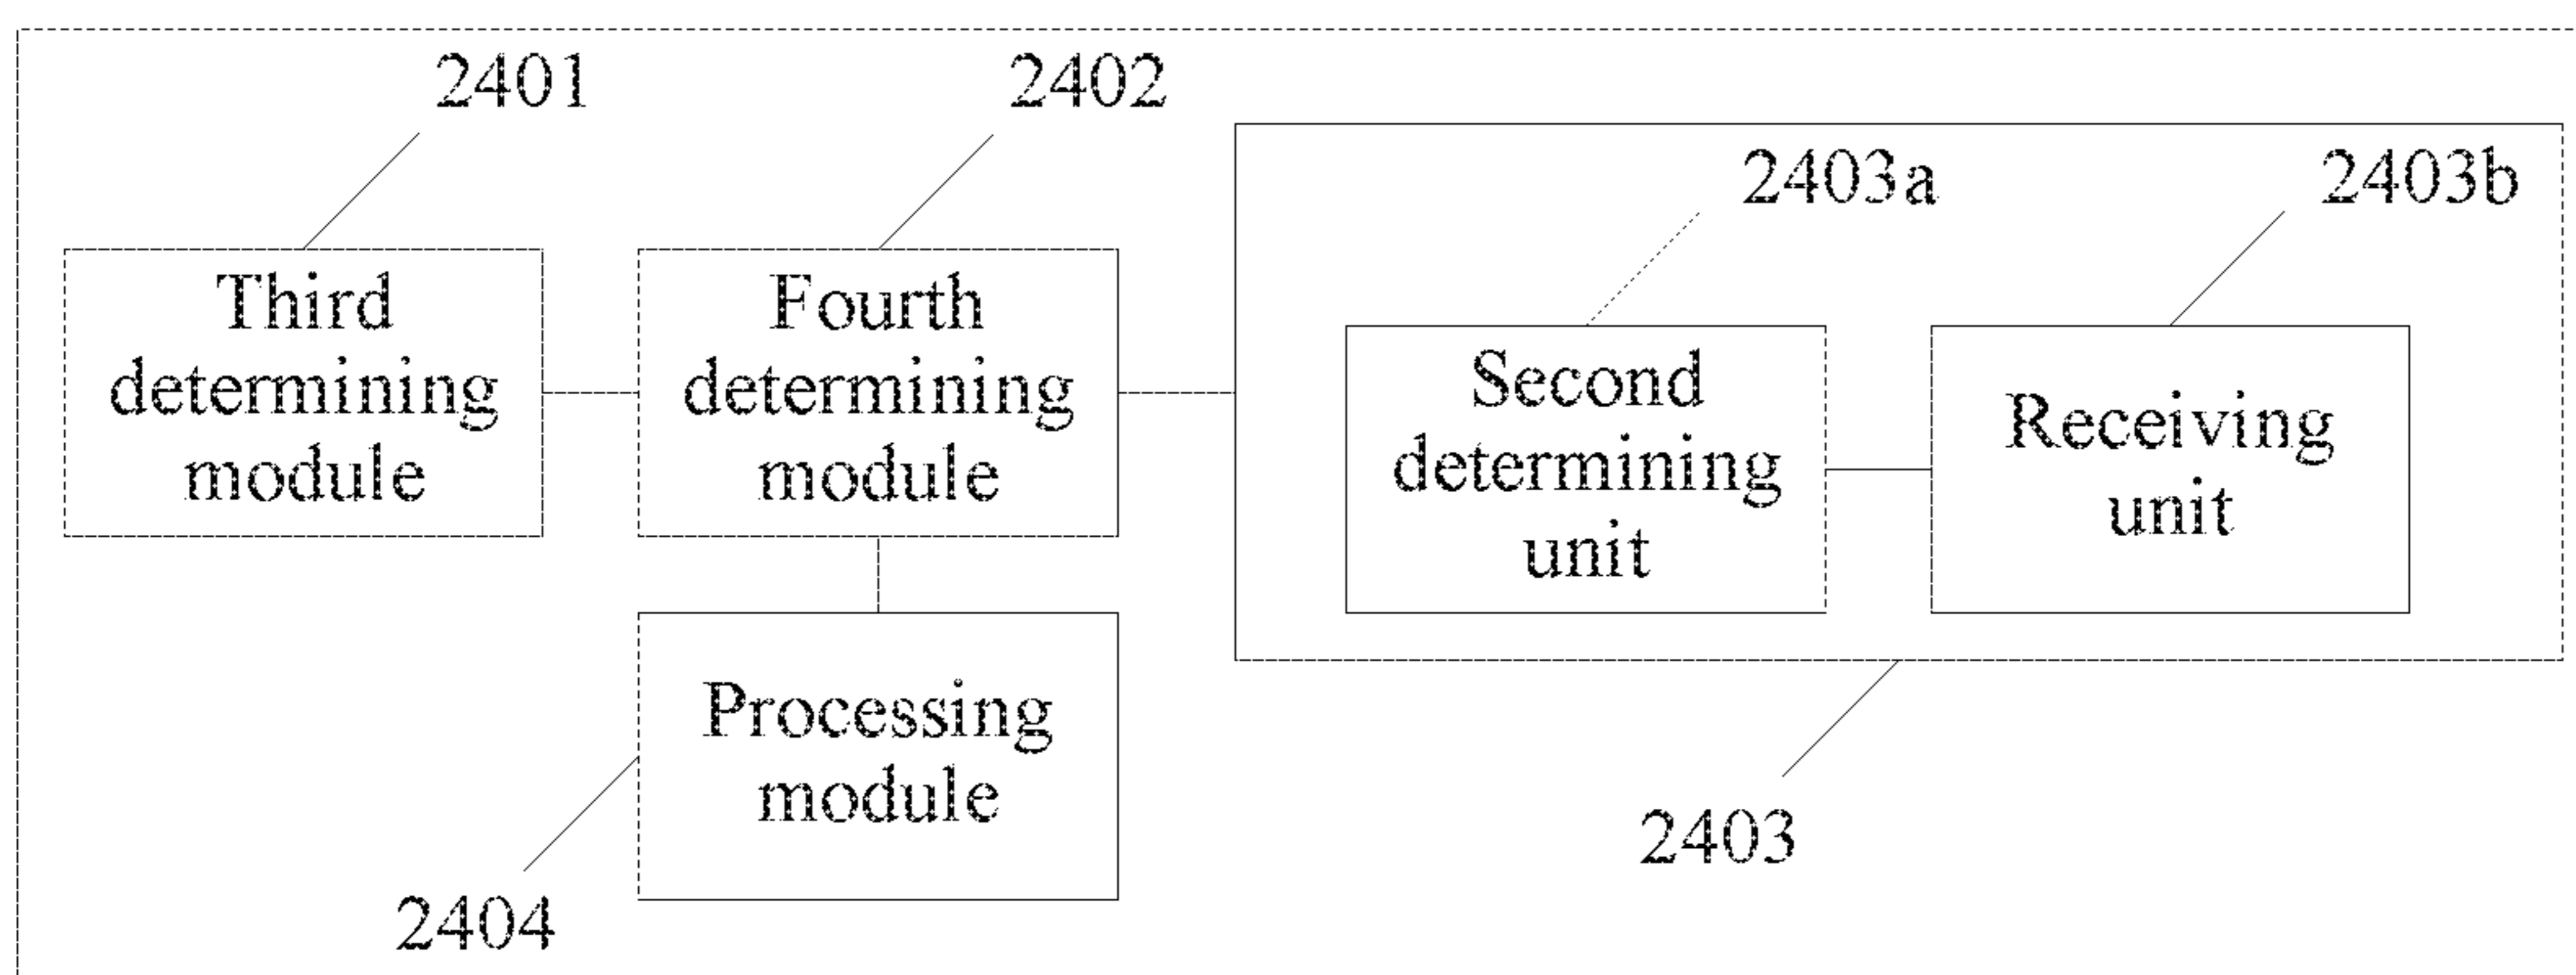 2401
2402
2403a
2403b
Third
determining
module
Fourth
determining
module
Second
determining
unit
Receiving
unit
Processing
module
2403
2404